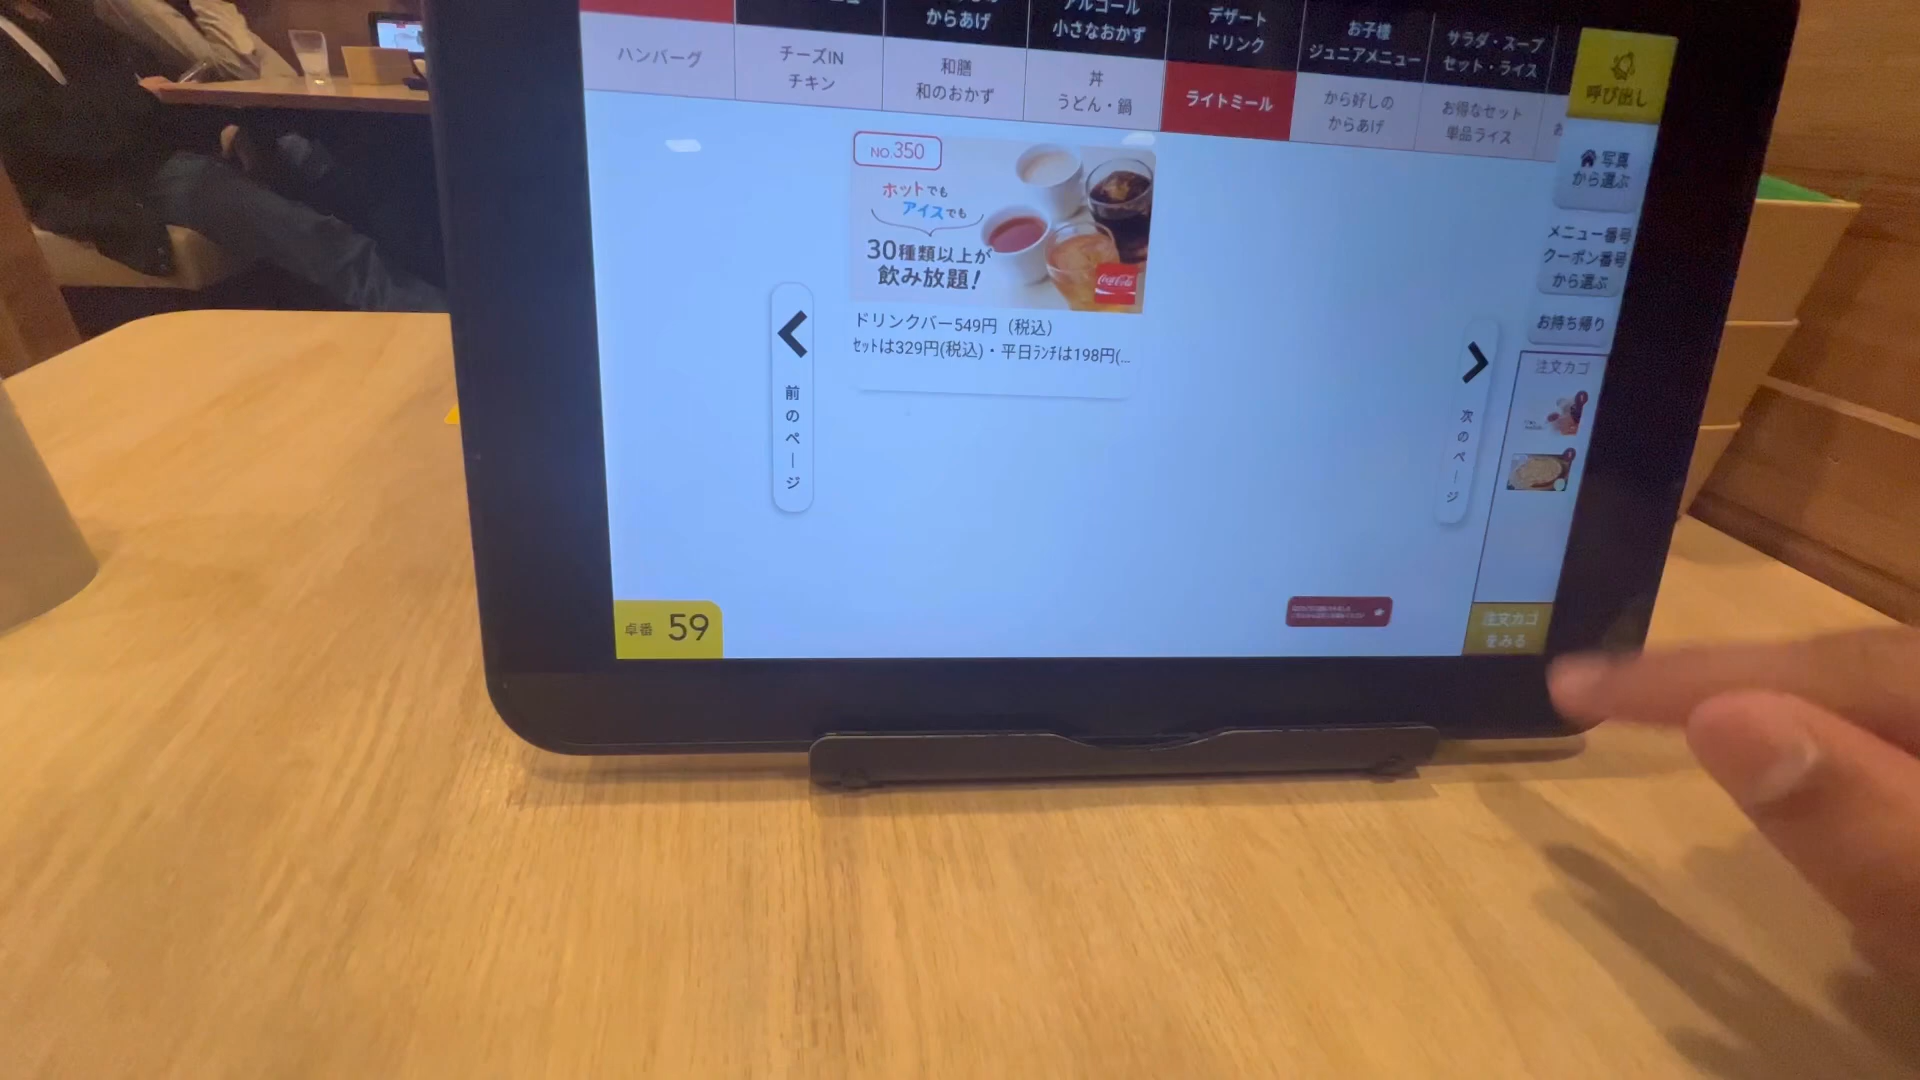 からあげ
アルコール
小さなおかず
デザート
ドリンク
お子様
ジュニアメニュー
サラダ・スープ
セット・ライス
ハンバーグ
チーズIN
チキン
和膳
和のおかず
丼
うどん・鍋
ライトミール
から好しの
からあげ
お得なセット
単品ライス
呼び出し
写真
から選ぶ
メニュー番号
クーポン番号
から選ぶ
お持ち帰り
注文カゴ
注文カゴ
をみる
NO.350
ホットでも
アイスでも
30種類以上が
飲み放題!
Coca-Cola
ドリンクバー549円（税込）
ｾｯﾄは329円(税込)・平日ﾗﾝﾁは198円(...
前のページ
次のページ
卓番 59